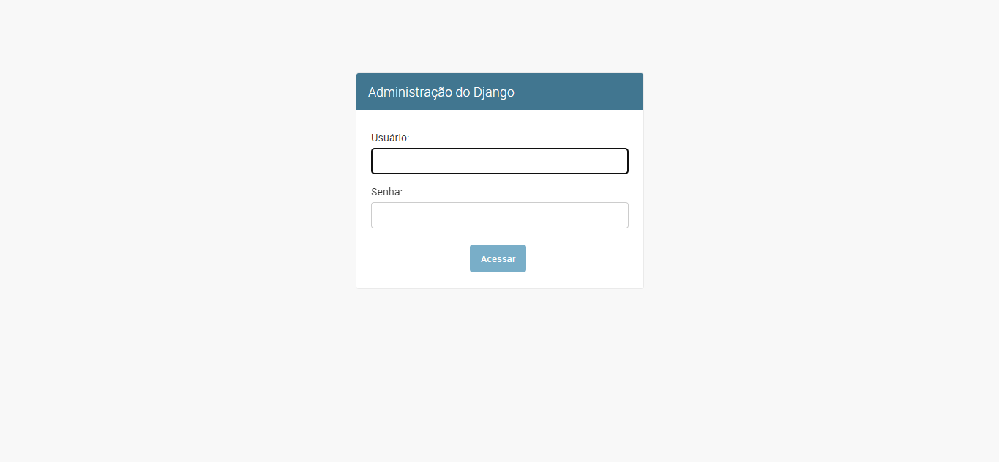 Administração do Django
Usuário:
Senha:
Acessar